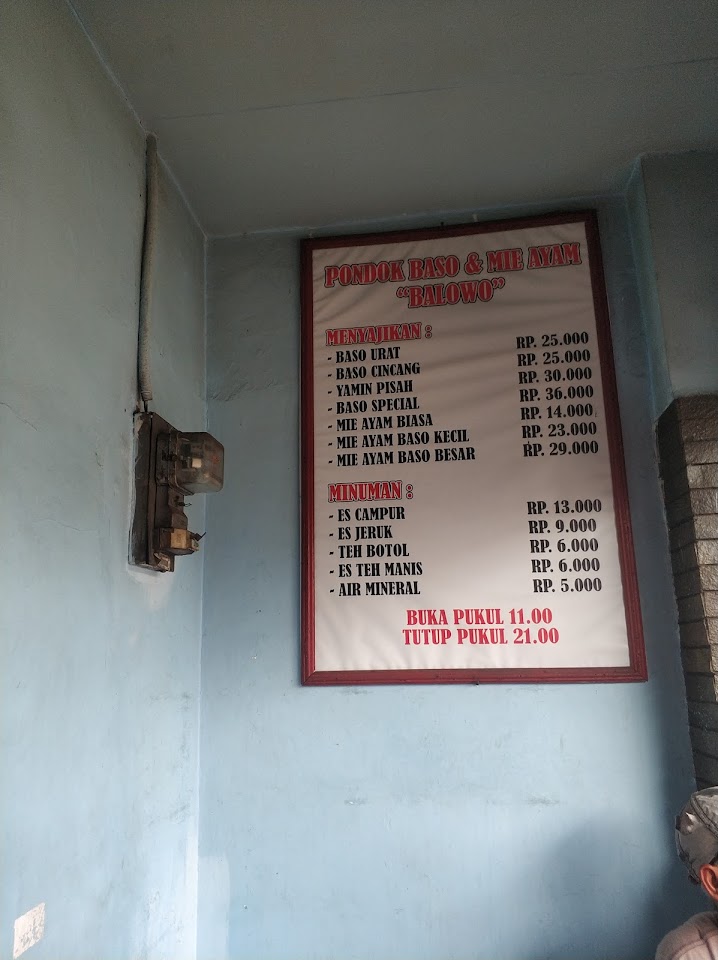 PONDOK BASO & MIE AYAM
"BALOWO"
MENYAJIKAN :
- BASO URAT RP. 25.000
- BASO CINCANG RP. 25.000
- YAMIN PISAH RP. 30.000
- BASO SPECIAL RP. 36.000
- MIE AYAM BIASA RP. 14.000
- MIE AYAM BASO KECIL RP. 23.000
- MIE AYAM BASO BESAR RP. 29.000
MINUMAN :
- ES CAMPUR RP. 13.000
- ES JERUK RP. 9.000
- TEH BOTOL RP. 6.000
- ES TEH MANIS RP. 6.000
- AIR MINERAL RP. 5.000
BUKA PUKUL 11.00
TUTUP PUKUL 21.00